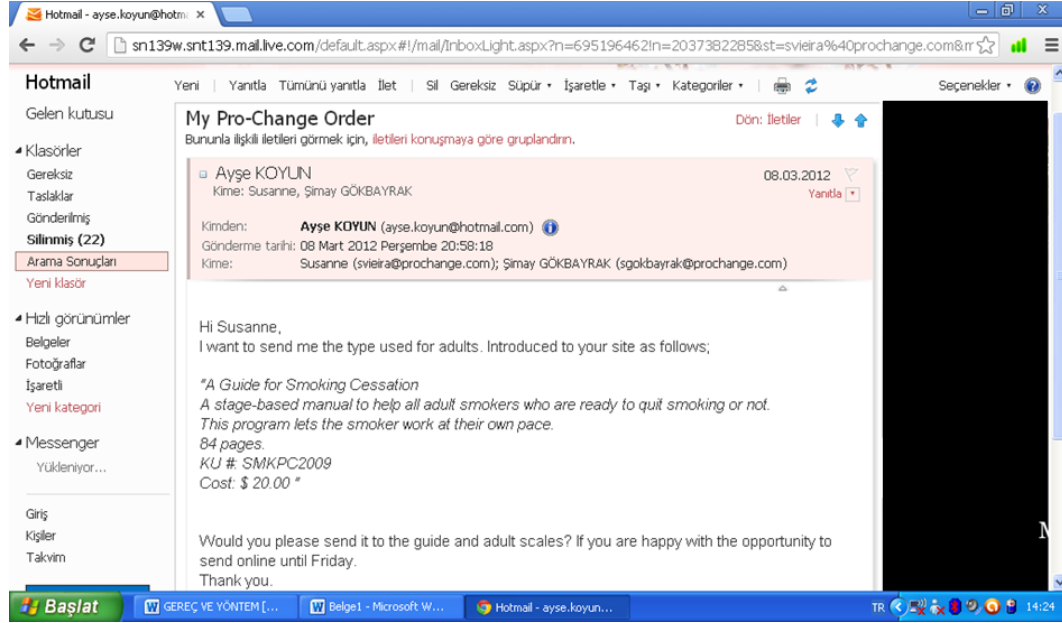 Hotmail - ayse.koyun@hotm
sn139w.snt139.mail.live.com/default.aspx#!/mail/InboxLight.aspx?n=695196462!n=2037382285&st=svieira%40prochange.com&m
Hotmail
Yeni | Yanıtla Tümünü yanıtla İlet | Sil Gereksiz Süpür İşaretle Taşı Kategoriler Seçenekler
Gelen kutusu
Klasörler
Gereksiz
Taslaklar
Gönderilmiş
Silinmiş (22)
Arama Sonuçları
Yeni klasör
Hızlı görünümler
Belgeler
Fotoğraflar
İşaretli
Yeni kategori
Messenger
Yükleniyor...
Giriş
Kişiler
Takvim
My Pro-Change Order
Dön: İletiler
Bununla ilişkili iletileri görmek için, iletileri konuşmaya göre gruplandırın.
Ayşe KOYUN
08.03.2012
Kime: Susanne, Şimay GÖKBAYRAK
Yanıtla
Kimden: Ayşe KOYUN (ayse.koyun@hotmail.com)
Gönderme tarihi: 08 Mart 2012 Perşembe 20:58:18
Kime: Susanne (svieira@prochange.com); Şimay GÖKBAYRAK (sgokbayrak@prochange.com)
Hi Susanne,
I want to send me the type used for adults. Introduced to your site as follows;
"A Guide for Smoking Cessation
A stage-based manual to help all adult smokers who are ready to quit smoking or not.
This program lets the smoker work at their own pace.
84 pages.
KU #: SMKPC2009
Cost: $ 20.00 "
Would you please send it to the guide and adult scales? If you are happy with the opportunity to
send online until Friday.
Thank you.
Başlat
GEREÇ VE YÖNTEM [...
Belge1 - Microsoft W...
Hotmail - ayse.koyun...
TR
14:24